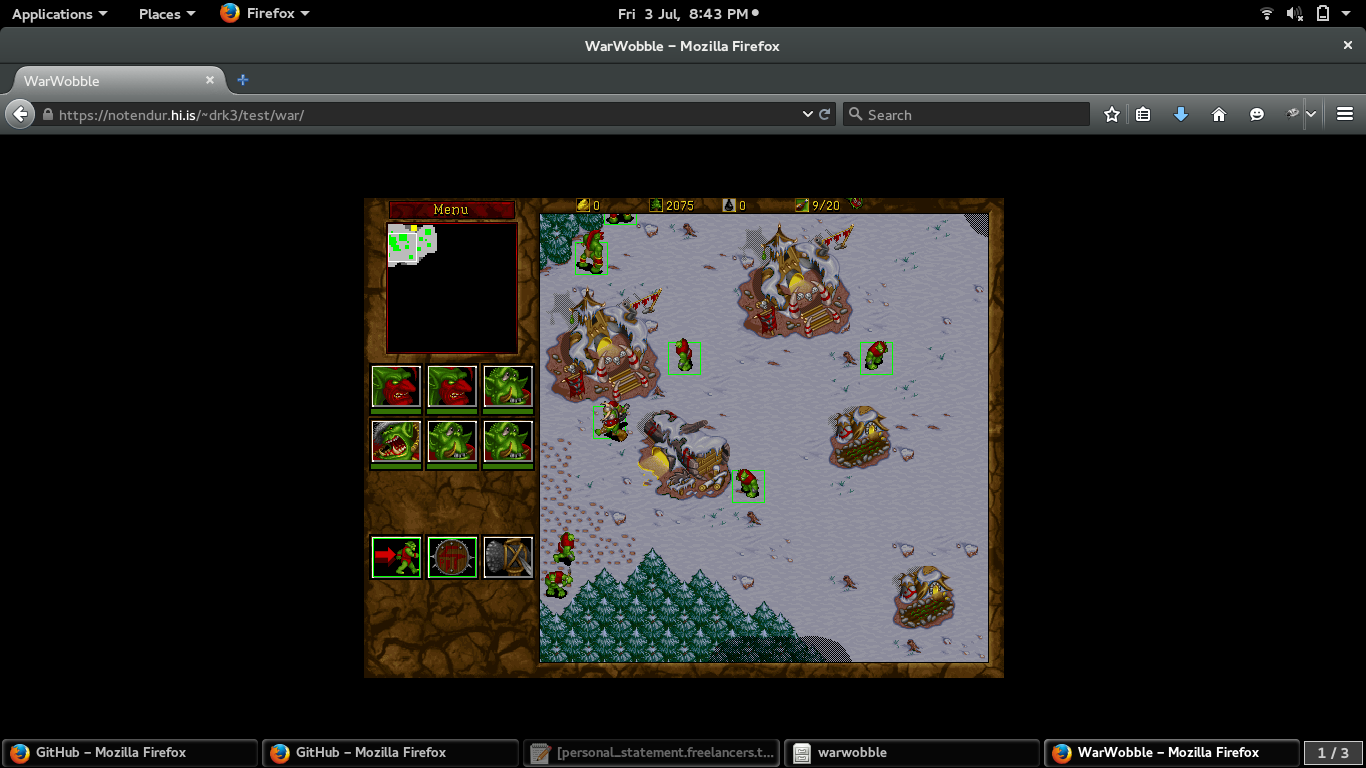 Applications Places Firefox Fri 3 Jul, 8:43 PM
WarWobble – Mozilla Firefox
WarWobble
https://notendur.hi.is/~drk3/test/war/ Search
Menu 0 2075 0 9/20
GitHub – Mozilla Firefox GitHub – Mozilla Firefox [personal_statement.freelancers.t... warwobble WarWobble – Mozilla Firefox 1 / 3